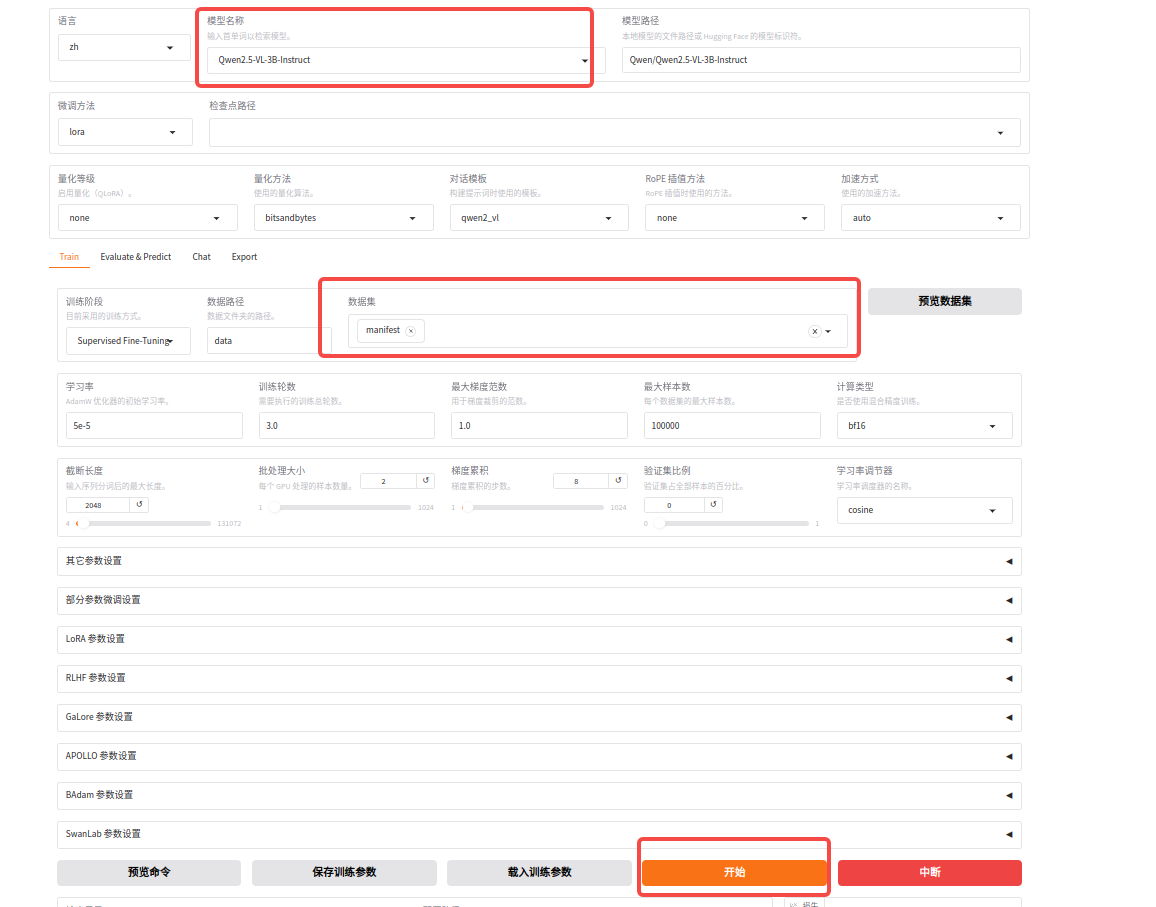 语言
模型名称
模型路径
输入首单词以检索模型。
本地模型的文件路径或 Hugging Face 的模型标识符。
zh
Qwen2.5-VL-3B-Instruct
Qwen/Qwen2.5-VL-3B-Instruct
微调方法
检查点路径
lora
量化等级
量化方法
对话模板
RoPE 插值方法
加速方式
启用量化（QLoRA）。
使用的量化算法。
构建提示词时使用的模板。
RoPE 插值时使用的方法。
使用的加速方法。
none
bitsandbytes
qwen2_vl
none
auto
Train
Evaluate & Predict
Chat
Export
训练阶段
数据路径
数据集
预览数据集
目前采用的训练方式。
数据文件夹的路径。
Supervised Fine-Tuning
data
manifest
学习率
训练轮数
最大梯度范数
最大样本数
计算类型
AdamW 优化器的初始学习率。
需要执行的训练总轮数。
用于梯度裁剪的范数。
每个数据集的最大样本数。
是否使用混合精度训练。
5e-5
3.0
1.0
100000
bf16
截断长度
批处理大小
梯度累积
验证集比例
学习率调节器
输入序列分词后的最大长度。
每个 GPU 处理的样本数量。
2
梯度累积的步数。
8
验证集占全部样本的百分比。
学习率调度器的名称。
2048
0
cosine
4
131072
1
1024
1
1024
0
1
其它参数设置
部分参数微调设置
LoRA 参数设置
RLHF 参数设置
GaLore 参数设置
APOLLO 参数设置
BAdam 参数设置
SwanLab 参数设置
预览命令
保存训练参数
载入训练参数
开始
中断